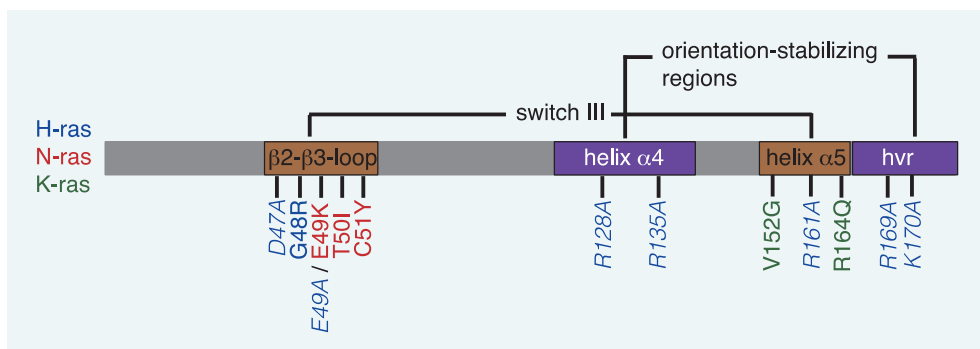 orientation-stabilizing
regions
switch III
H-ras
N-ras
K-ras
β2-β3-loop
helix α4
helix α5
hvr
D47A
G48R
E49A / E49K
T50I
C51Y
R128A
R135A
V152G
R161A
R164Q
R169A
K170A